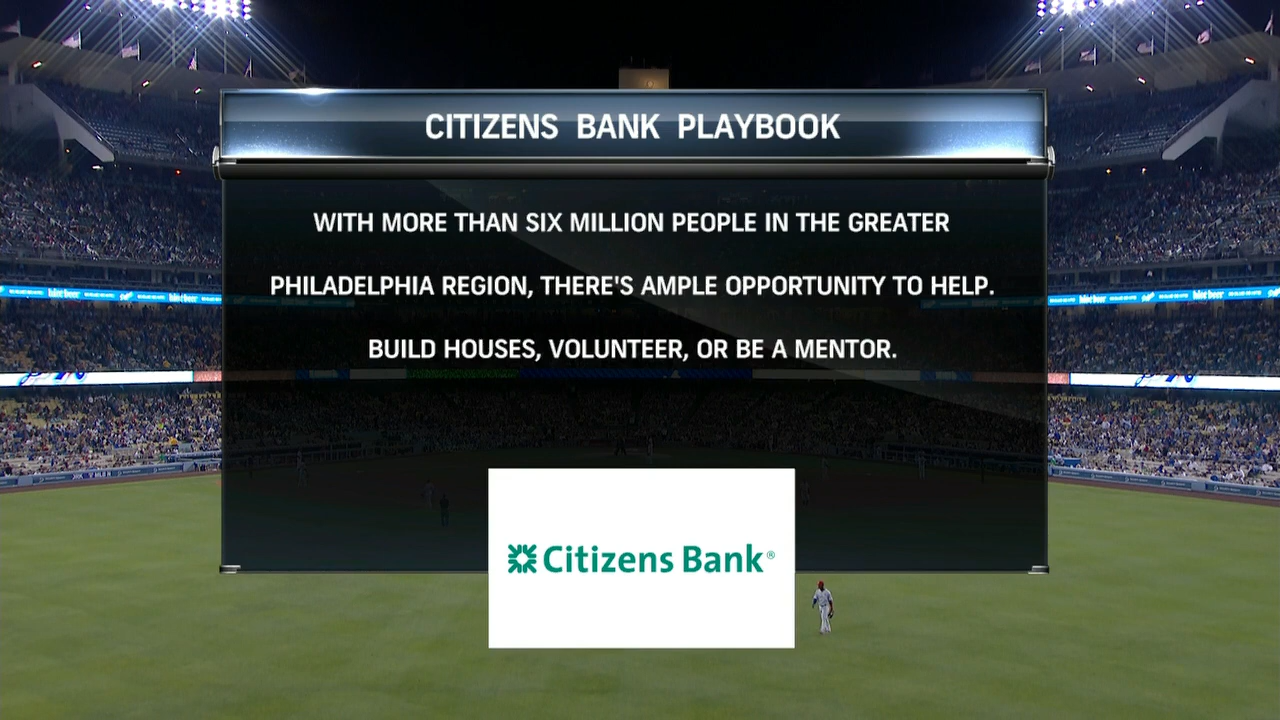 CITIZENS BANK PLAYBOOK
WITH MORE THAN SIX MILLION PEOPLE IN THE GREATER
PHILADELPHIA REGION, THERE'S AMPLE OPPORTUNITY TO HELP.
BUILD HOUSES, VOLUNTEER, OR BE A MENTOR.
Citizens Bank®